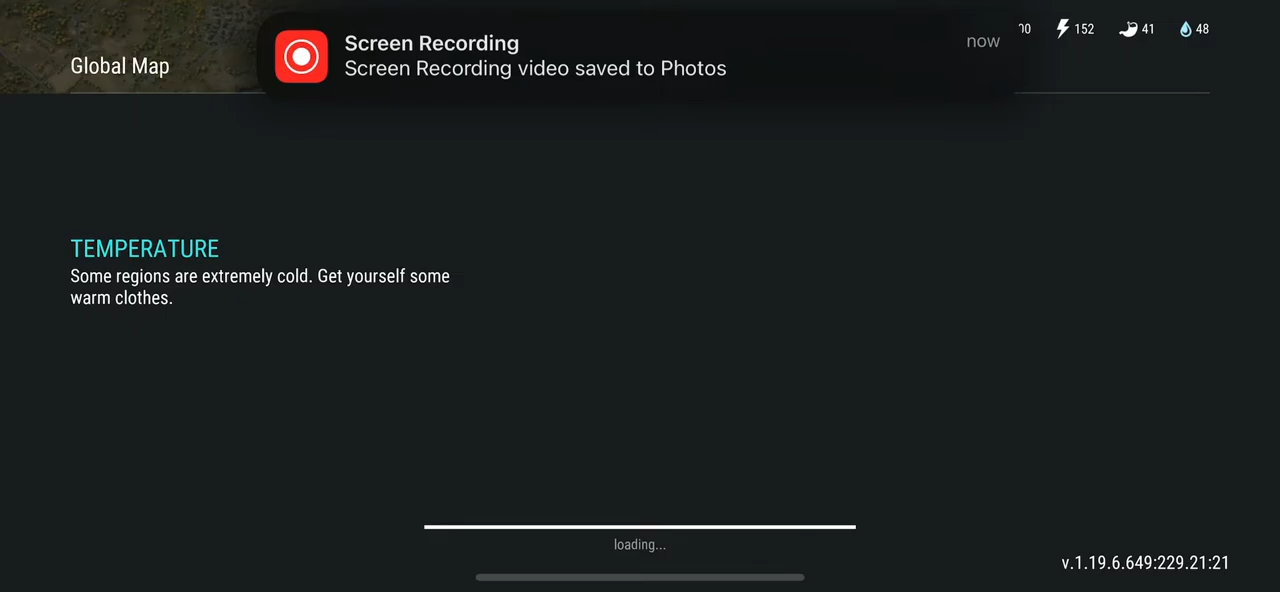 Screen Recording
now
Screen Recording video saved to Photos
Global Map
152
41
48
TEMPERATURE
Some regions are extremely cold. Get yourself some
warm clothes.
loading...
v.1.19.6.649:229.21:21